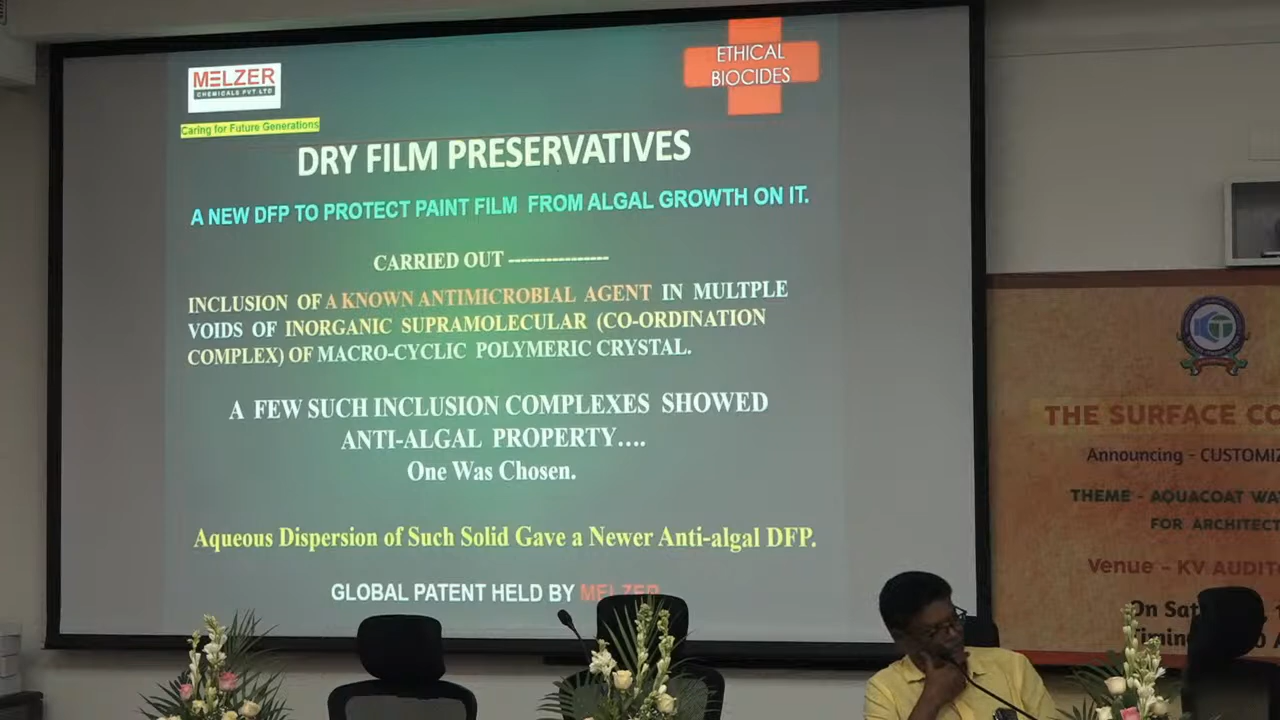 MELZER
CHEMICALS PVT. LTD
Caring for Future Generations
ETHICAL
BIOCIDES
DRY FILM PRESERVATIVES
A NEW DFP TO PROTECT PAINT FILM FROM ALGAL GROWTH ON IT.
CARRIED OUT ----------------
INCLUSION OF A KNOWN ANTIMICROBIAL AGENT IN MULTPLE
VOIDS OF INORGANIC SUPRAMOLECULAR (CO-ORDINATION
COMPLEX) OF MACRO-CYCLIC POLYMERIC CRYSTAL.
A FEW SUCH INCLUSION COMPLEXES SHOWED
ANTI-ALGAL PROPERTY....
One Was Chosen.
Aqueous Dispersion of Such Solid Gave a Newer Anti-algal DFP.
GLOBAL PATENT HELD BY MELZER
THE SURFACE CO
Announcing - CUSTOMIZ
THEME - AQUACOAT WA
FOR ARCHITECT
Venue - KV AUDIT
On Sat